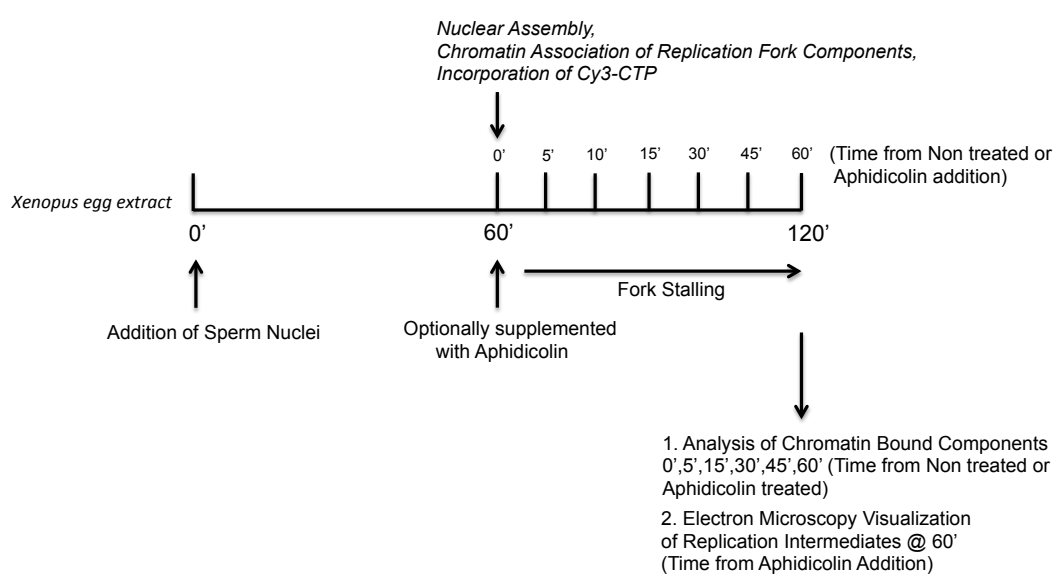 Nuclear Assembly,
Chromatin Association of Replication Fork Components,
Incorporation of Cy3-CTP
0’ 5’ 10’ 15’ 30’ 45’ 60’ (Time from Non treated or
Aphidicolin addition)
Xenopus egg extract
0’ 60’ 120’
Fork Stalling
Addition of Sperm Nuclei
Optionally supplemented
with Aphidicolin
1. Analysis of Chromatin Bound Components
0’,5’,15’,30’,45’,60’ (Time from Non treated or
Aphidicolin treated)
2. Electron Microscopy Visualization
of Replication Intermediates @ 60’
(Time from Aphidicolin Addition)